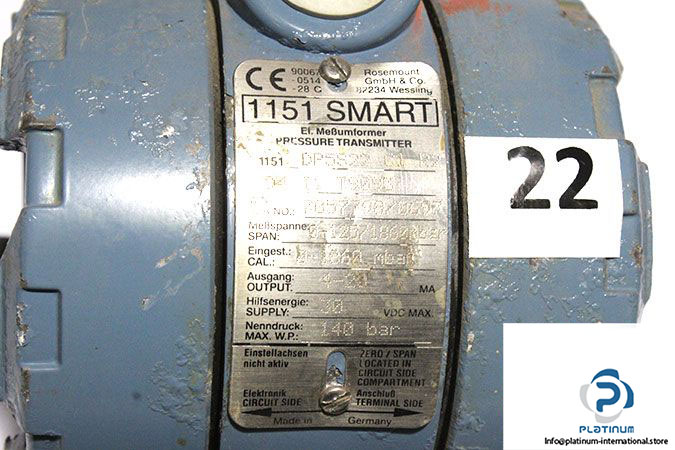 CE 90067 Rosemount
-0514 GmbH & Co.
-28 C 82234 Wessling
1151 SMART
El. Meßumformer
PRESSURE TRANSMITTER
1151
NO.:
Meßspanne:
SPAN:
Eingest.:
CAL.: mbar
Ausgang: 4-20
OUTPUT: MA
Hilfsenergie: 30
SUPPLY: VDC MAX.
Nenndruck: 140 bar
MAX. W.P.:
Einstellachsen ZERO / SPAN
nicht aktiv LOCATED IN
CIRCUIT SIDE
COMPARTMENT
Elektronik Anschluß
CIRCUIT SIDE TERMINAL SIDE
Made in Germany
22
PLATINUM
Info@platinum-international.store